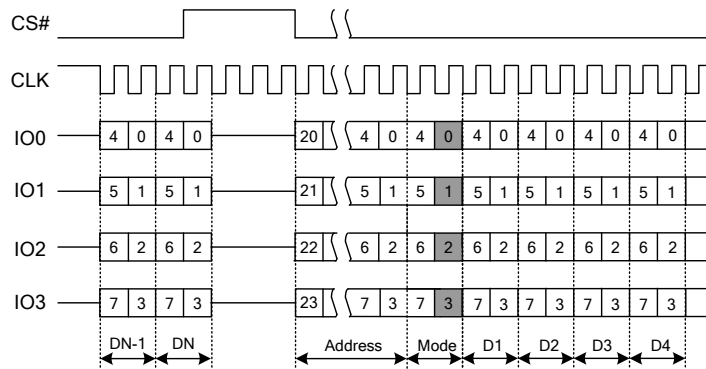 CS#
CLK
IO0 4 0 4 0 20 4 0 4 0 4 0 4 0 4 0 4 0
IO1 5 1 5 1 21 5 1 5 1 5 1 5 1 5 1 5 1
IO2 6 2 6 2 22 6 2 6 2 6 2 6 2 6 2 6 2
IO3 7 3 7 3 23 7 3 7 3 7 3 7 3 7 3 7 3
DN-1 DN Address Mode D1 D2 D3 D4